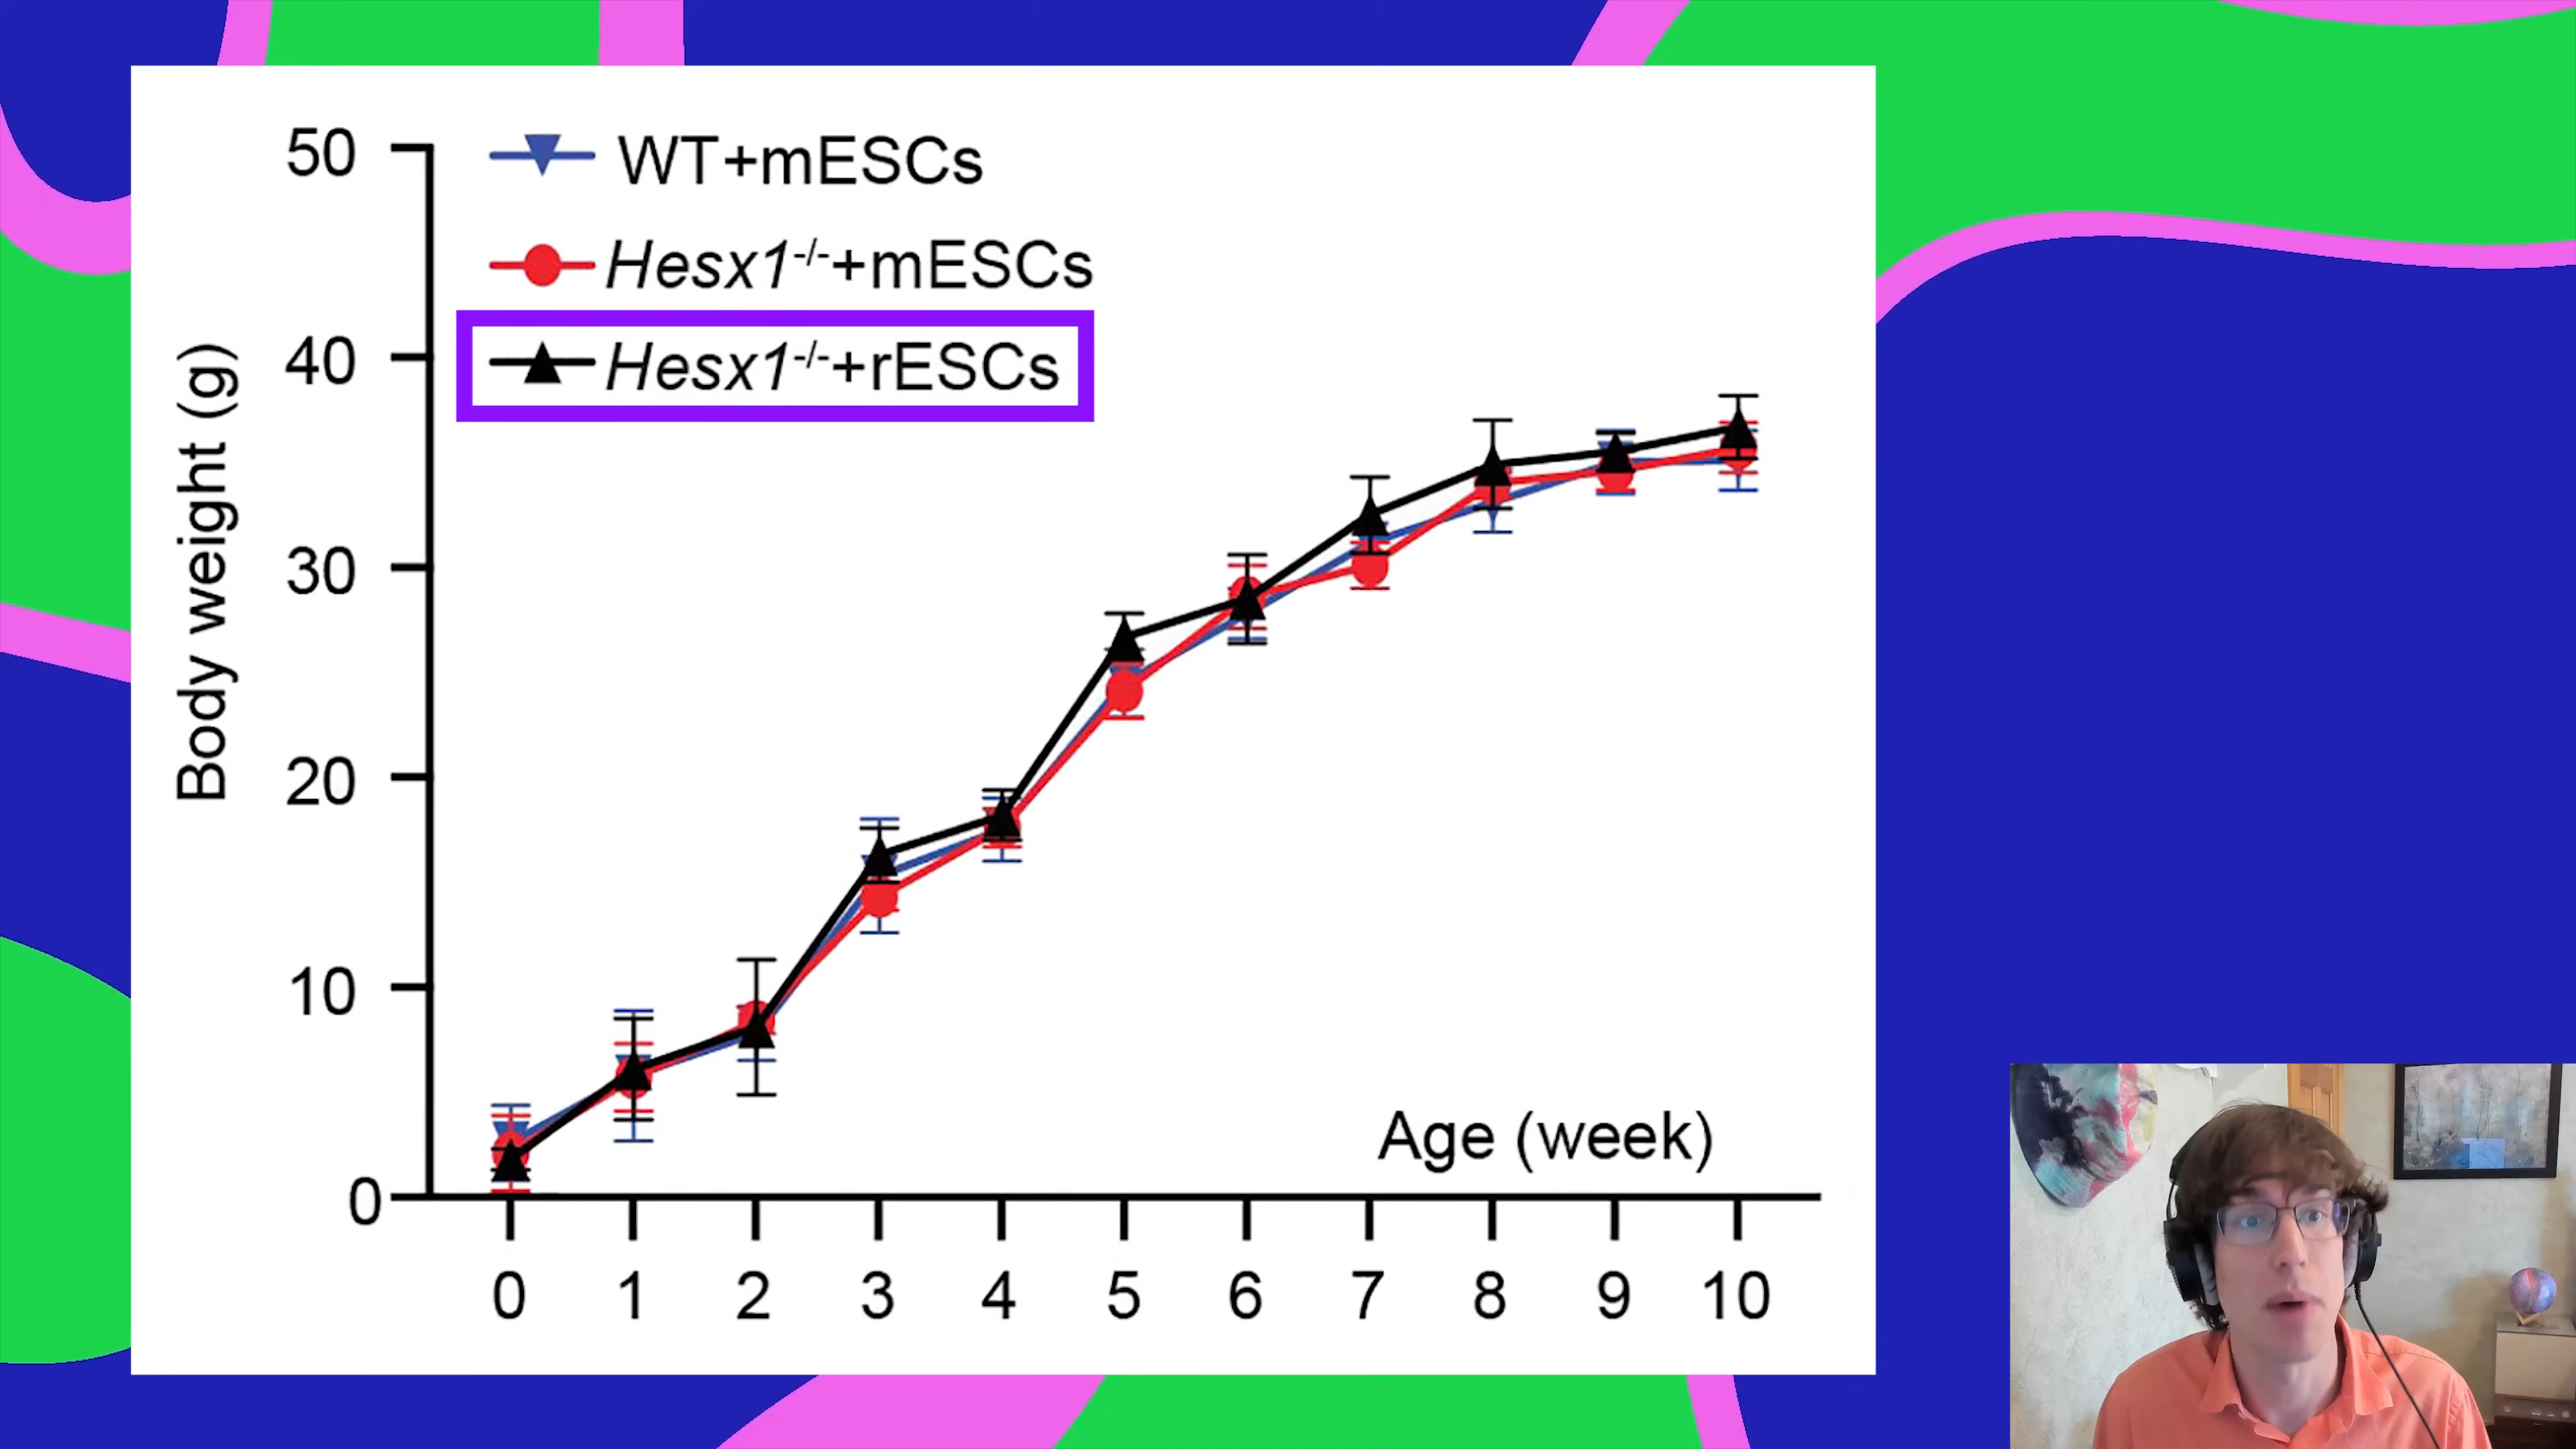 50
WT+mESCs
Hesx1-/-+mESCs
40
Hesx1-/-+rESCs
Body weight (g)
30
20
10
Age (week)
0
0 1 2 3 4 5 6 7 8 9 10